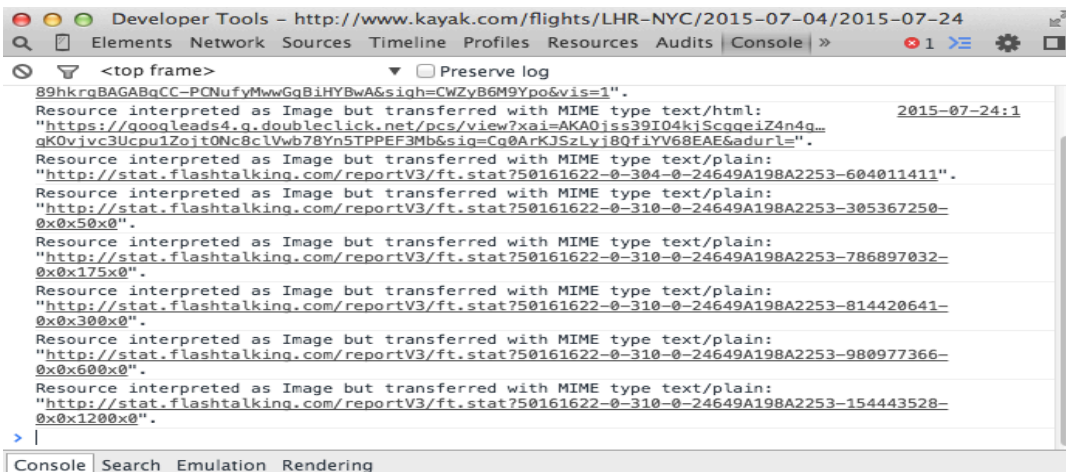 Developer Tools – http://www.kayak.com/flights/LHR-NYC/2015-07-04/2015-07-24
Elements Network Sources Timeline Profiles Resources Audits Console » 1
<top frame> ▼ Preserve log
89hkrgBAGABgCC-PCNufyMwwGgBiHYBwA&sigh=CWZyB6M9Ypo&vis=1".
Resource interpreted as Image but transferred with MIME type text/html: 2015-07-24:1
"https://googleads4.g.doubleclick.net/pcs/view?xai=AKAOjss39IO4kjScggeiZ4n4g…
gKOvjvc3Ucpu1ZojtONc8clVwb78Yn5TPPEF3Mb&sig=Cg0ArKJSzLyj8QfiYV68EAE&adurl=".
Resource interpreted as Image but transferred with MIME type text/plain:
"http://stat.flashtalking.com/reportV3/ft.stat?50161622-0-304-0-24649A198A2253-604011411".
Resource interpreted as Image but transferred with MIME type text/plain:
"http://stat.flashtalking.com/reportV3/ft.stat?50161622-0-310-0-24649A198A2253-305367250-
0x0x50x0".
Resource interpreted as Image but transferred with MIME type text/plain:
"http://stat.flashtalking.com/reportV3/ft.stat?50161622-0-310-0-24649A198A2253-786897032-
0x0x175x0".
Resource interpreted as Image but transferred with MIME type text/plain:
"http://stat.flashtalking.com/reportV3/ft.stat?50161622-0-310-0-24649A198A2253-814420641-
0x0x300x0".
Resource interpreted as Image but transferred with MIME type text/plain:
"http://stat.flashtalking.com/reportV3/ft.stat?50161622-0-310-0-24649A198A2253-980977366-
0x0x600x0".
Resource interpreted as Image but transferred with MIME type text/plain:
"http://stat.flashtalking.com/reportV3/ft.stat?50161622-0-310-0-24649A198A2253-154443528-
0x0x1200x0".
>
Console Search Emulation Rendering